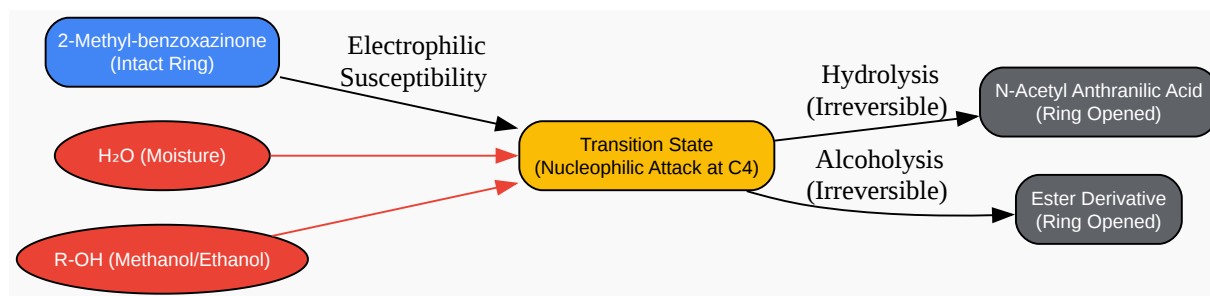 2-Methyl-benzoxazinone
(Intact Ring)
Electrophilic
Susceptibility
H₂O (Moisture)
R-OH (Methanol/Ethanol)
Transition State
(Nucleophilic Attack at C4)
Hydrolysis
(Irreversible)
Alcoholysis
(Irreversible)
N-Acetyl Anthranilic Acid
(Ring Opened)
Ester Derivative
(Ring Opened)